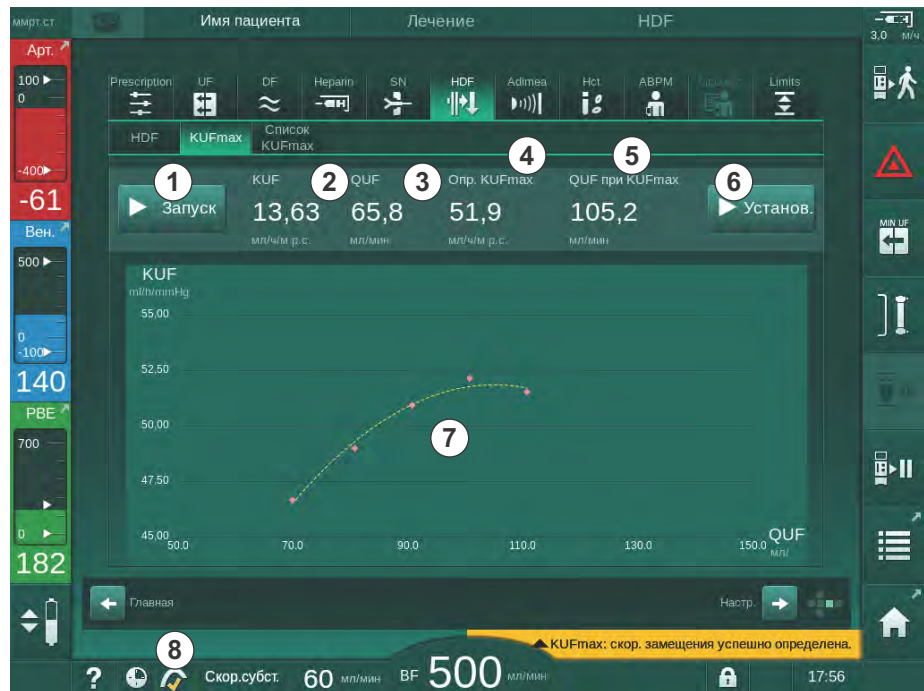 ммрт.ст
Имя пациента
Лечение
HDF
3,0 м/ч
Арт.
100
0
-400
-61
Вен.
500
0
-100
140
PBE
700
0
182
Prescription
UF
DF
Heparin
SN
HDF
Adimea
Hct.
ABPM
Limits
HDF
KUFmax
Список
KUFmax
1
2
3
4
5
6
Запуск
KUF
13,63
мл/ч/м р.с.
QUF
65,8
мл/мин
Опр. KUFmax
51,9
мл/ч/м р.с.
QUF при KUFmax
105,2
мл/мин
Установ.
MIN UF
KUF
ml/h/mmHg
55,00
52,50
50,00
47,50
45,00
7
50.0
70.0
90.0
110.0
130.0
150.0
QUF
мл/
Главная
Настр.
KUFmax: скор. замещения успешно определена.
8
?
Скор.субст.
60 мл/мин
BF 500 мл/мин
17:56